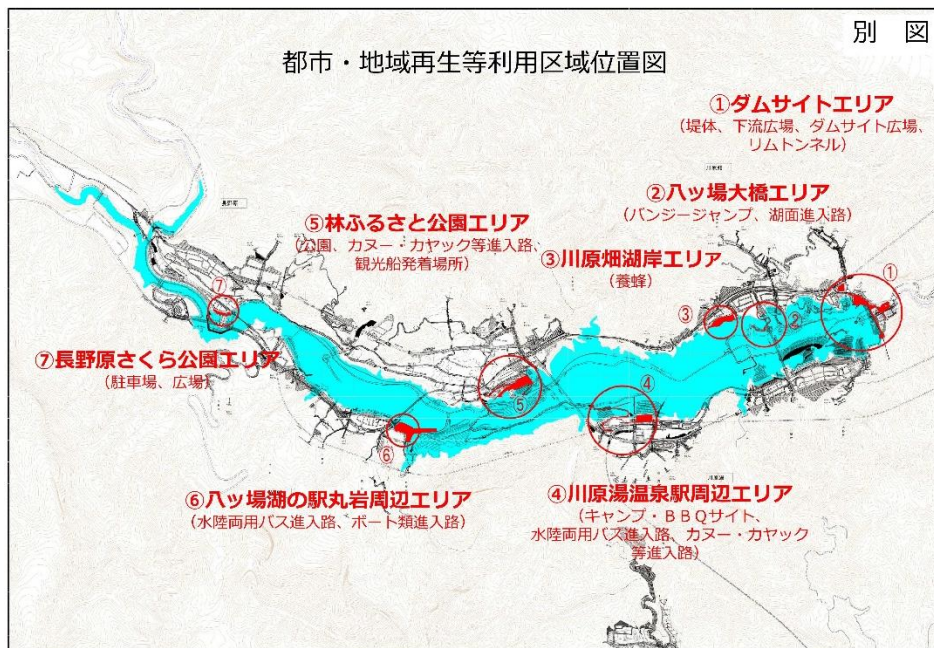 別　図
都市・地域再生等利用区域位置図
①ダムサイトエリア
（堤体、下流広場、ダムサイト広場、
リムトンネル）
②八ッ場大橋エリア
（バンジージャンプ、湖面進入路）
⑤林ふるさと公園エリア
（公園、カヌー・カヤック等進入路、
観光船発着場所）
③川原畑湖岸エリア
（養蜂）
①
⑦
③
②
⑦長野原さくら公園エリア
（駐車場、広場）
④
⑤
⑥
⑥八ッ場湖の駅丸岩周辺エリア
（水陸両用バス進入路、ボート類進入路）
④川原湯温泉駅周辺エリア
（キャンプ・ＢＢＱサイト、
水陸両用バス進入路、カヌー・カヤック
等進入路）